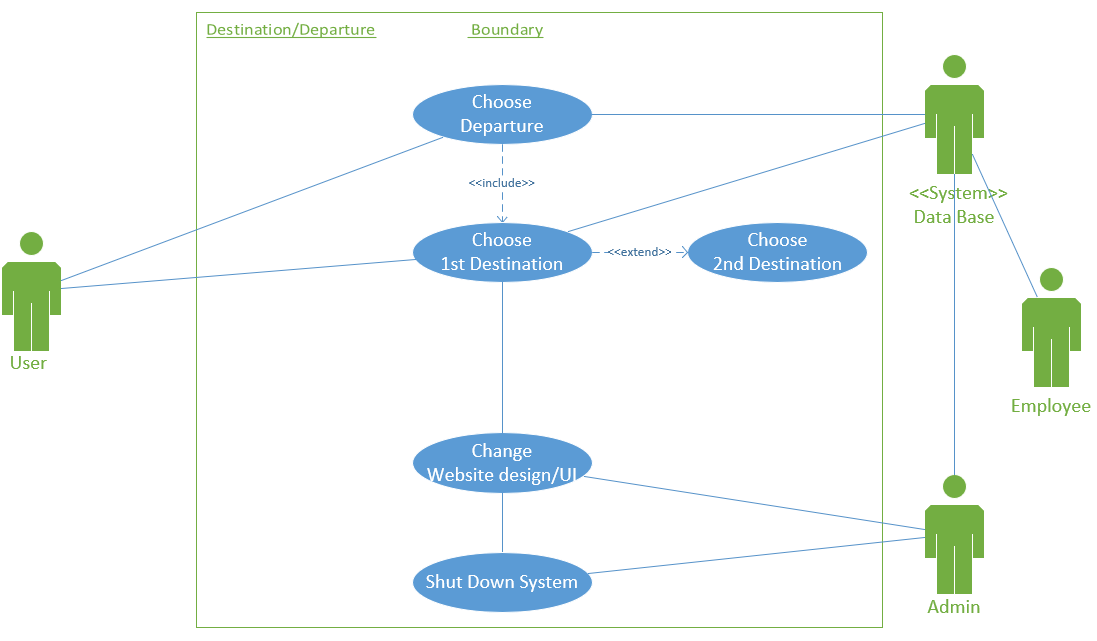 Destination/Departure Boundary
Choose
Departure
<<include>>
<<System>>
Data Base
Choose
1st Destination
<<extend>>
Choose
2nd Destination
User
Employee
Change
Website design/UI
Shut Down System
Admin